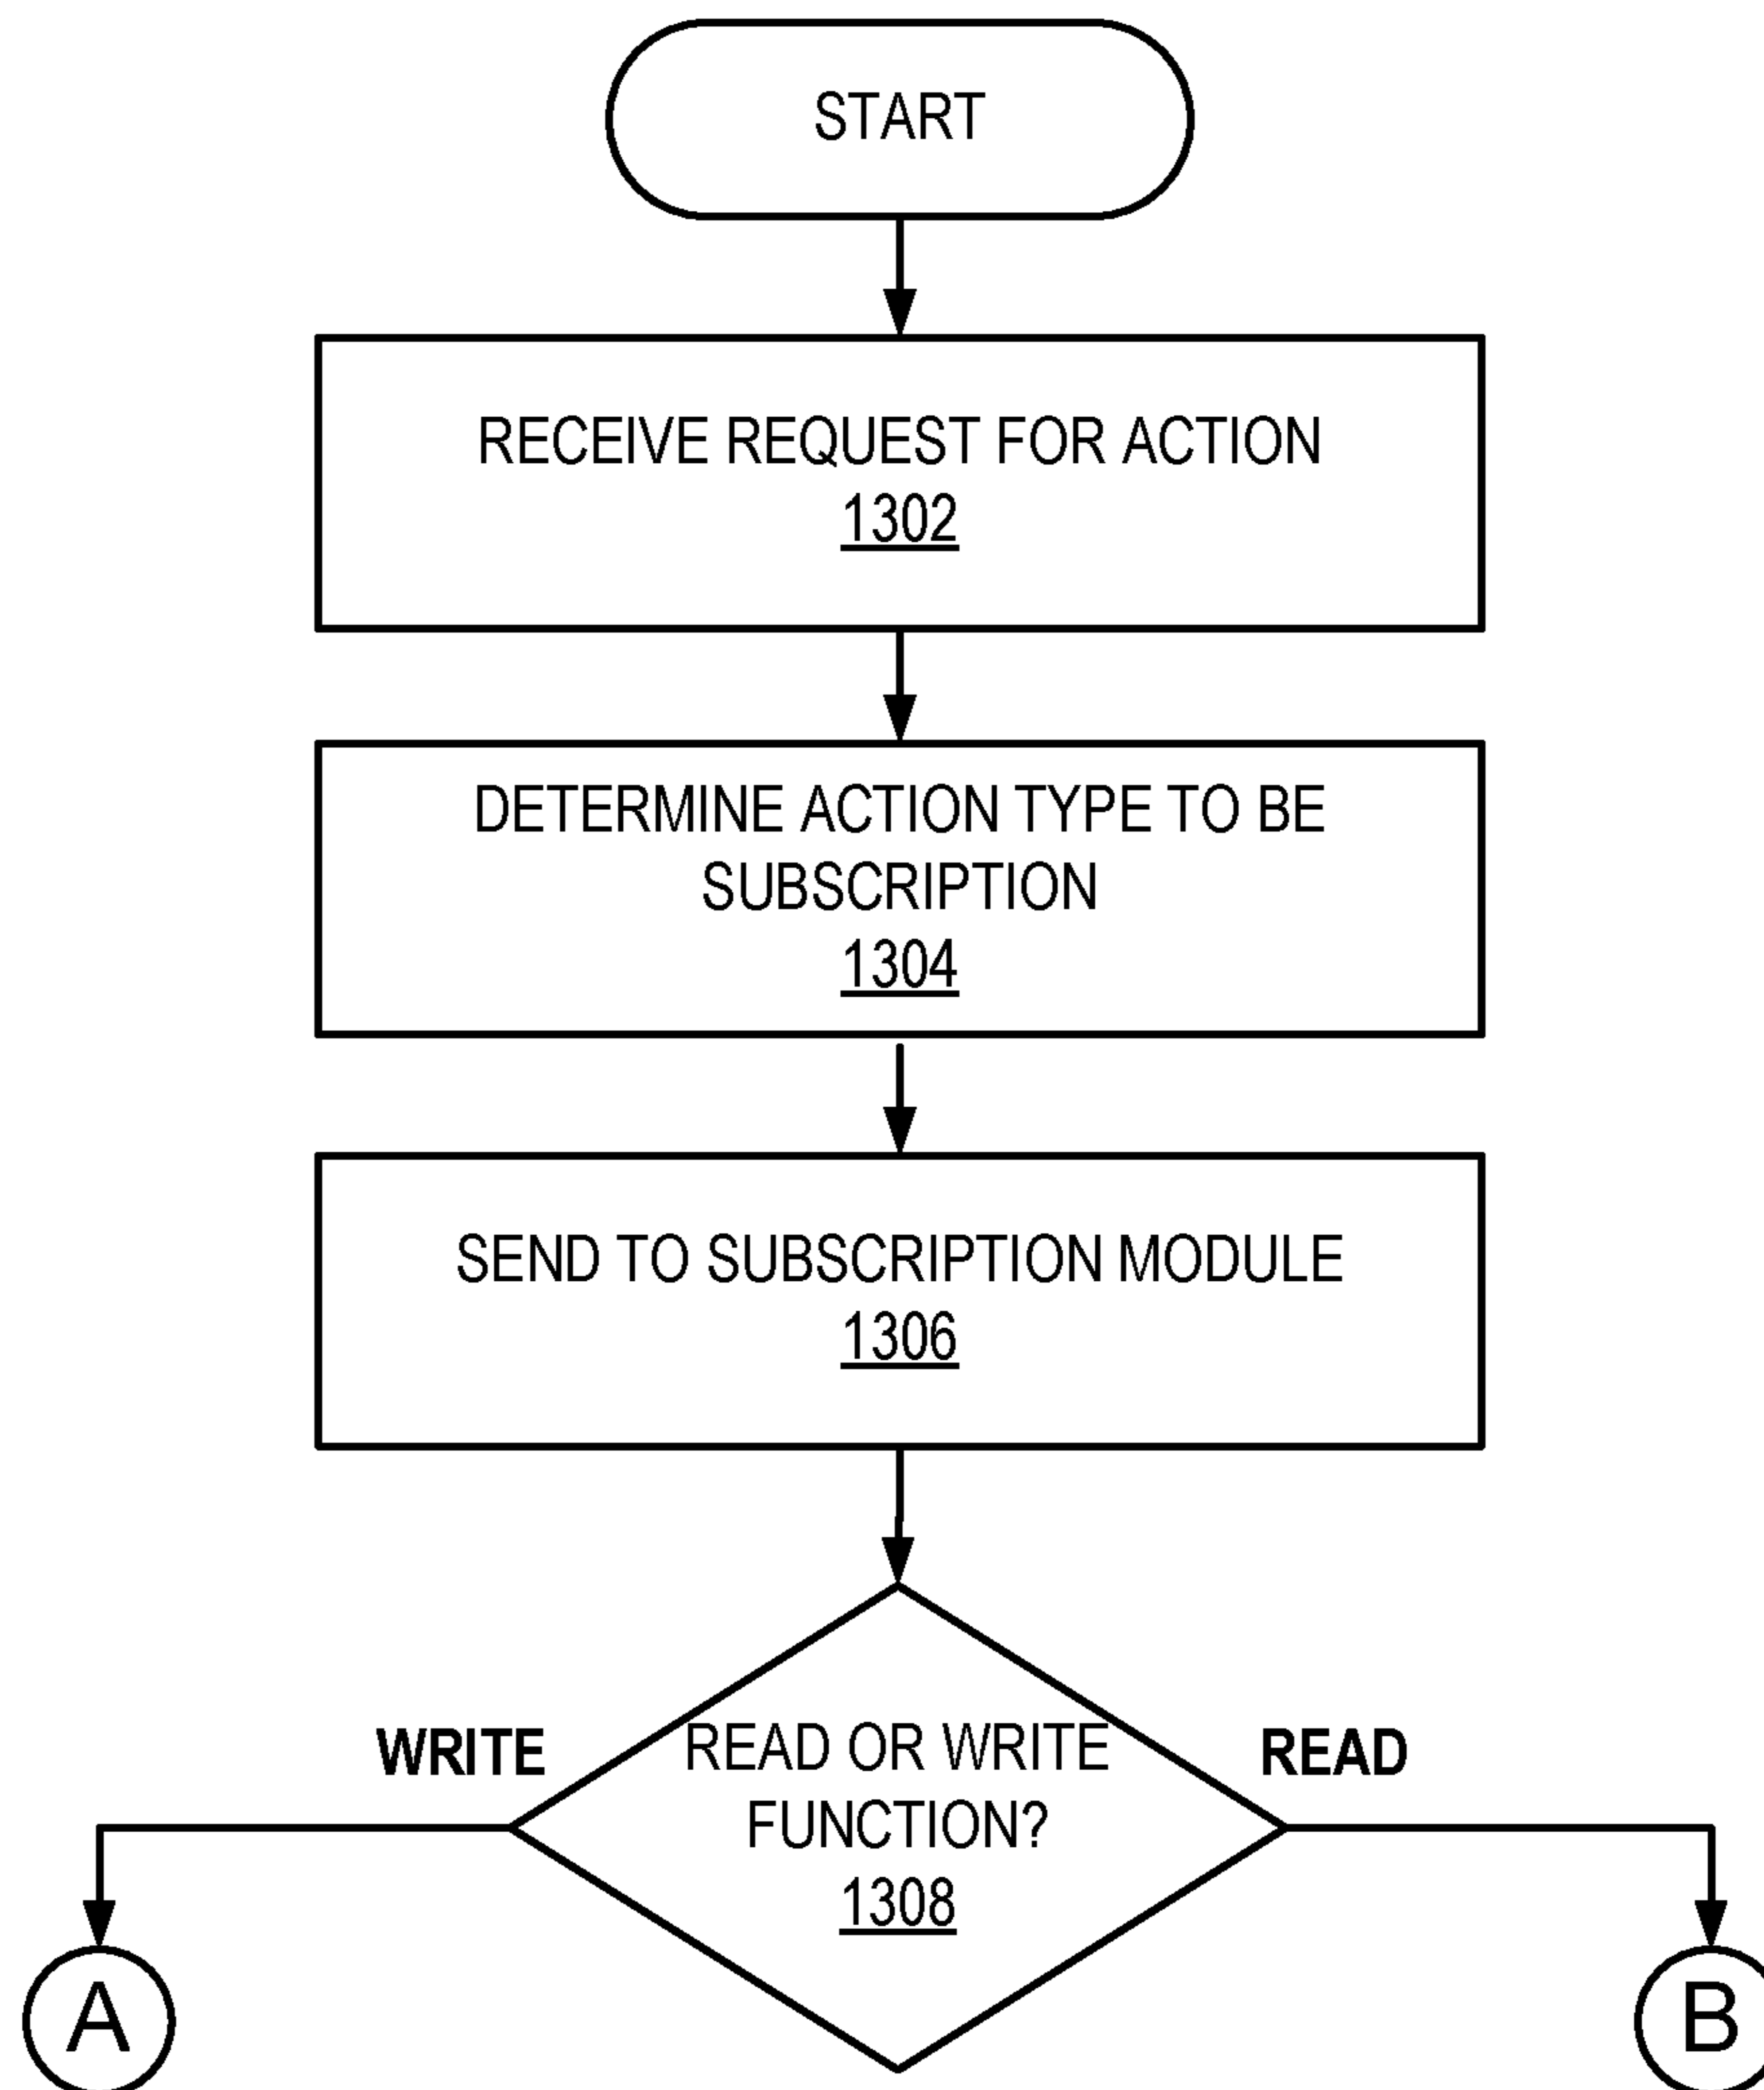 START
RECEIVE REQUEST FOR ACTION
1302
DETERMINE ACTION TYPE TO BE
SUBSCRIPTION
1304
SEND TO SUBSCRIPTION MODULE
1306
WRITE
READ OR WRITE
READ
FUNCTION?
1308
A
B